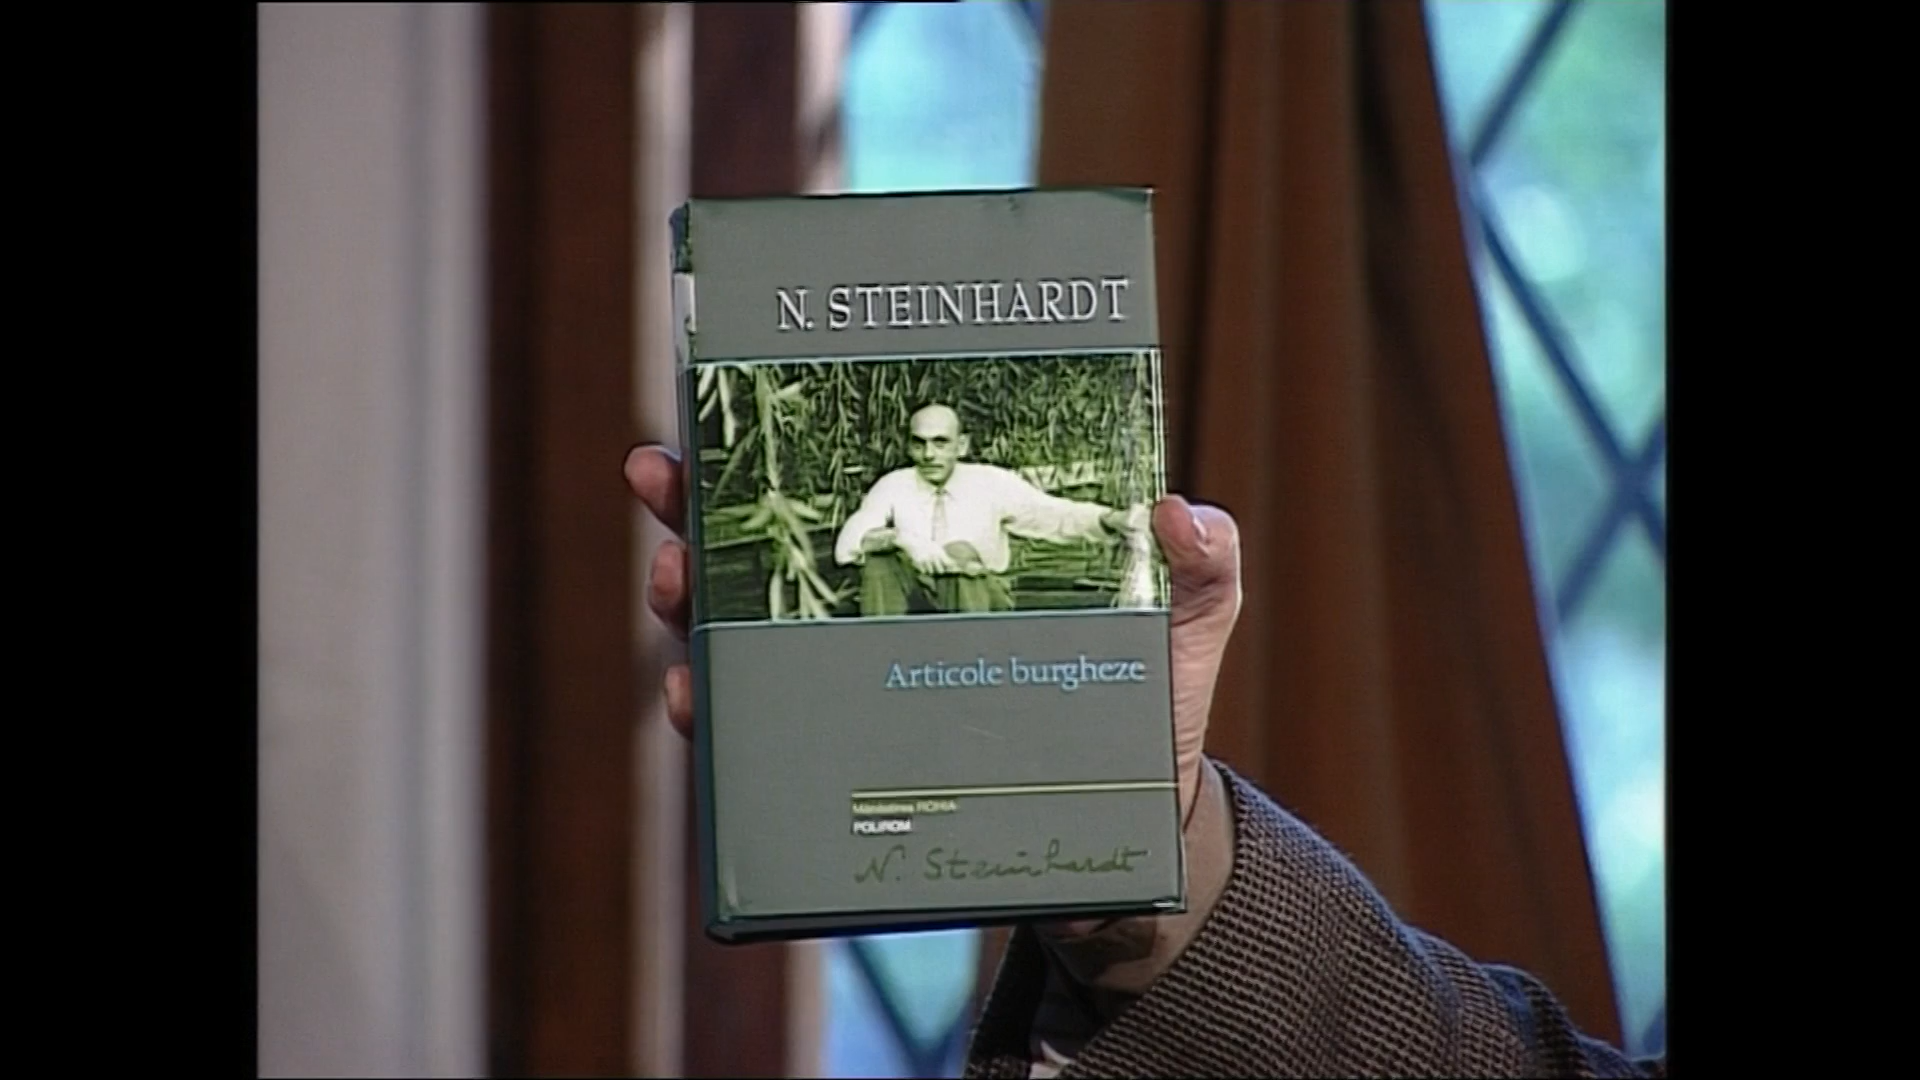 N. STEINHARDT
Articole burgheze
Mănăstirea ROHIA
POLIROM
N. Steinhardt